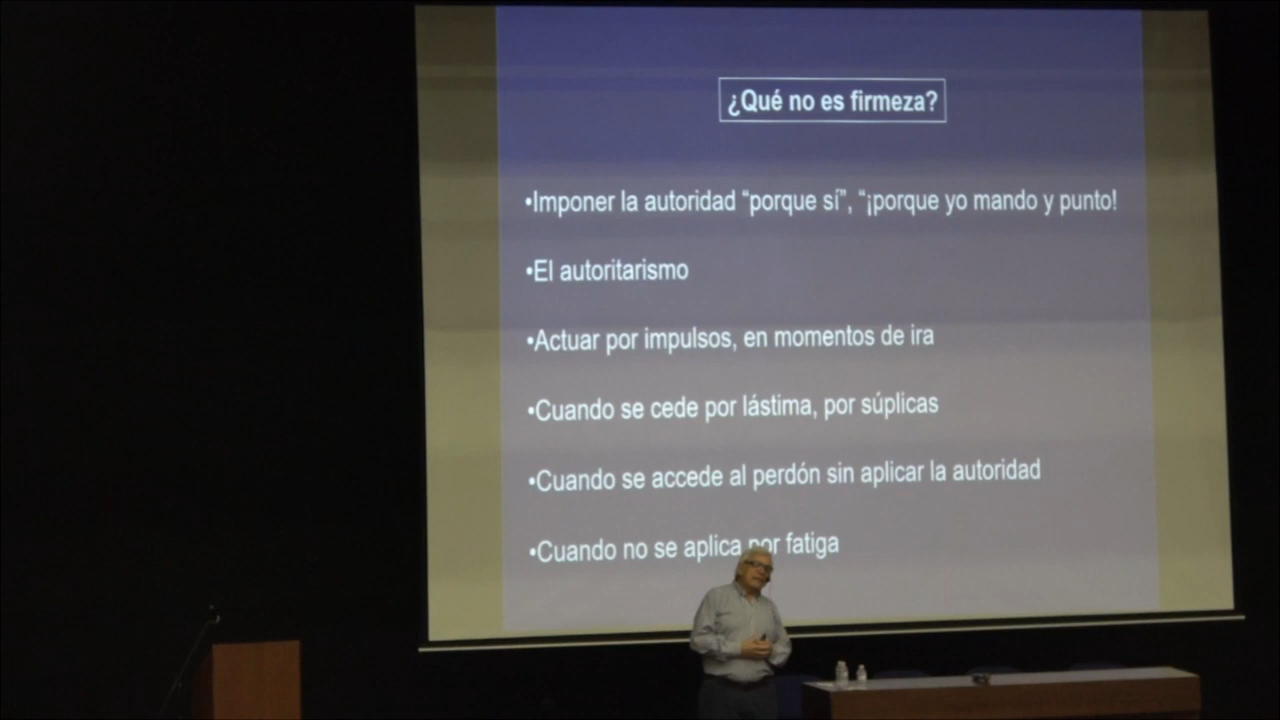 ¿Qué no es firmeza?
•Imponer la autoridad “porque sí”, “¡porque yo mando y punto!
•El autoritarismo
•Actuar por impulsos, en momentos de ira
•Cuando se cede por lástima, por súplicas
•Cuando se accede al perdón sin aplicar la autoridad
•Cuando no se aplica por fatiga